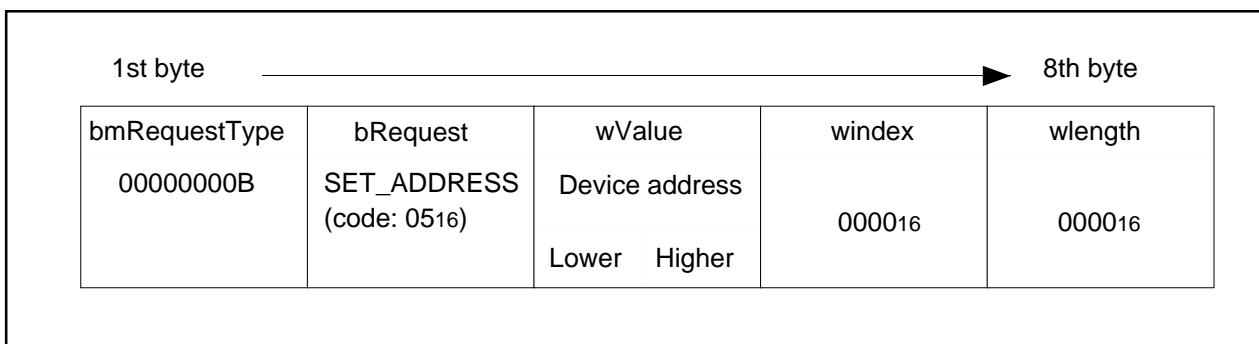 1st byte 8th byte
bmRequestType bRequest wValue windex wlength
00000000B SET_ADDRESS Device address
(code: 0516) 000016 000016
Lower Higher